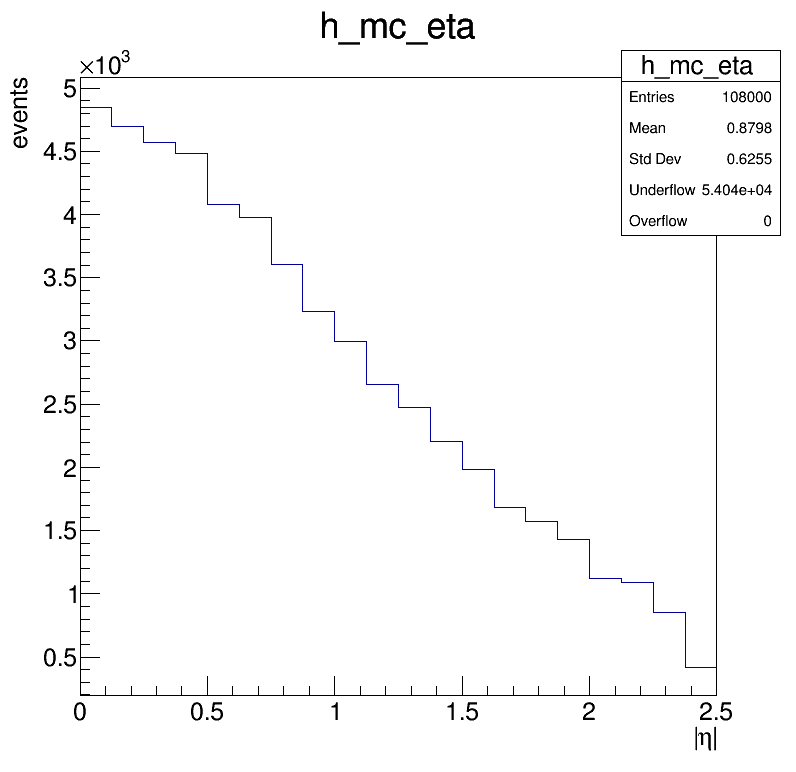 h_mc_eta
×10³
events
h_mc_eta
Entries 108000
Mean 0.8798
Std Dev 0.6255
Underflow 5.404e+04
Overflow 0
5
4.5
4
3.5
3
2.5
2
1.5
1
0.5
0 0.5 1 1.5 2 2.5
|η|